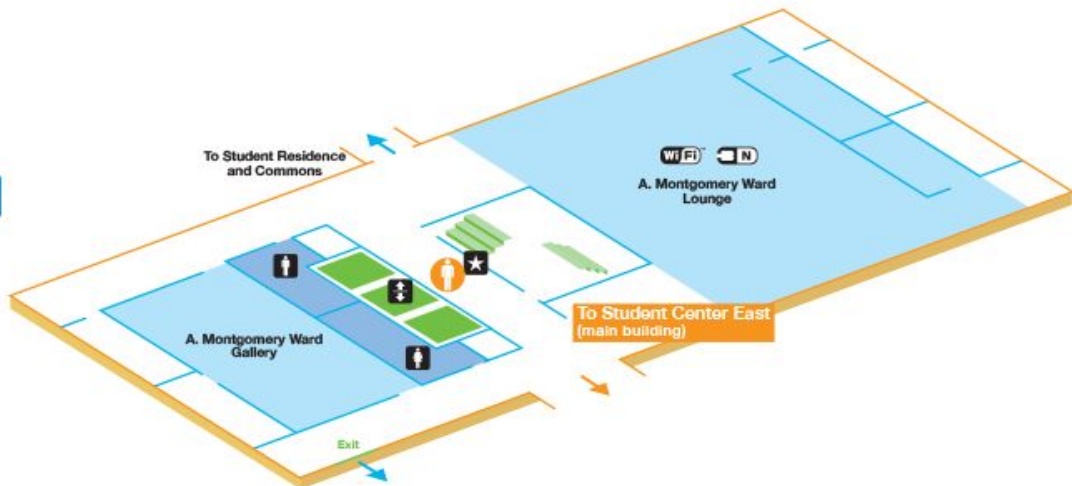 To Student Residence
and Commons
WiFi
N
A. Montgomery Ward
Lounge
To Student Center East
(main building)
A. Montgomery Ward
Gallery
Exit